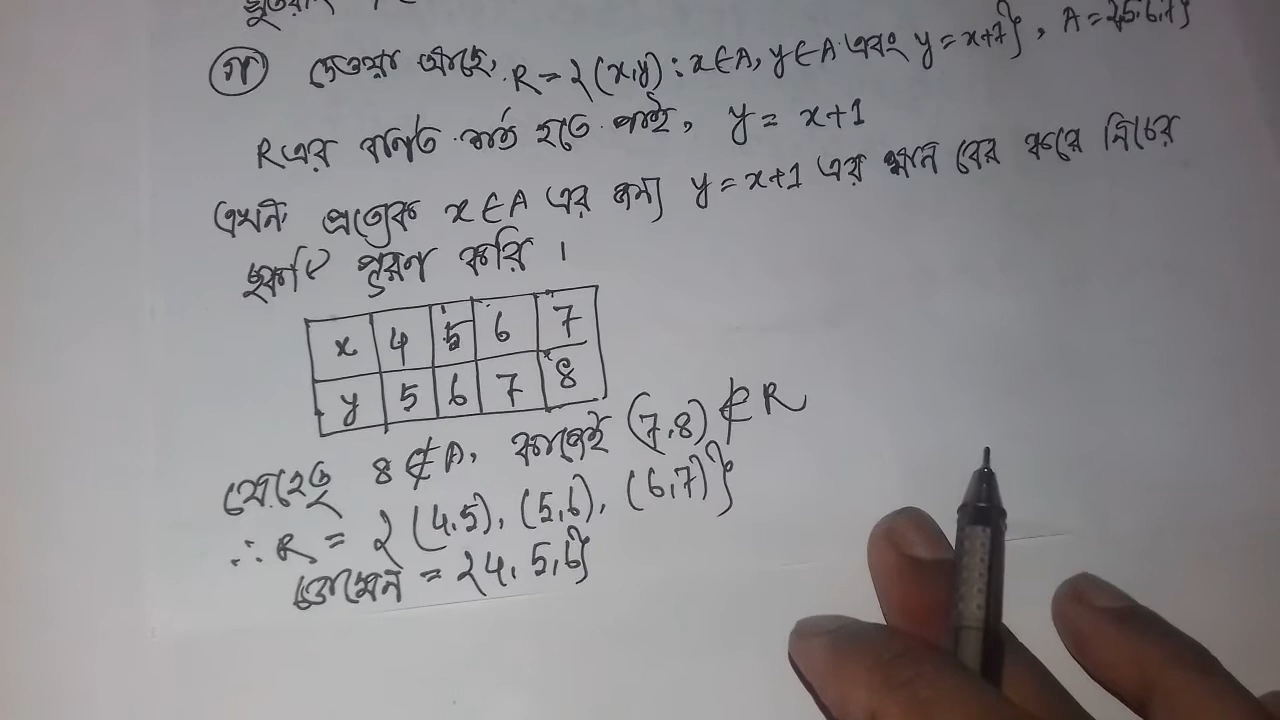 সুতরাং
গ দেওয়া আছে, R = {(x,y) : x∈A, y∈A এবং y = x+1}, A = {5,6,7}
R এর বর্ণিত শর্ত হতে পাই, y = x+1
এখন প্রত্যেক x∈A এর জন্য y = x+1 এর মান বের করে নিচের
ছকটি পুরণ করি ।
x 4 5 6 7
y 5 6 7 8
যেহেতু 8 ∉ A, কাজেই (7,8) ∉ R
∴ R = {(4,5), (5,6), (6,7)}
ডোমেন = {4, 5, 6}